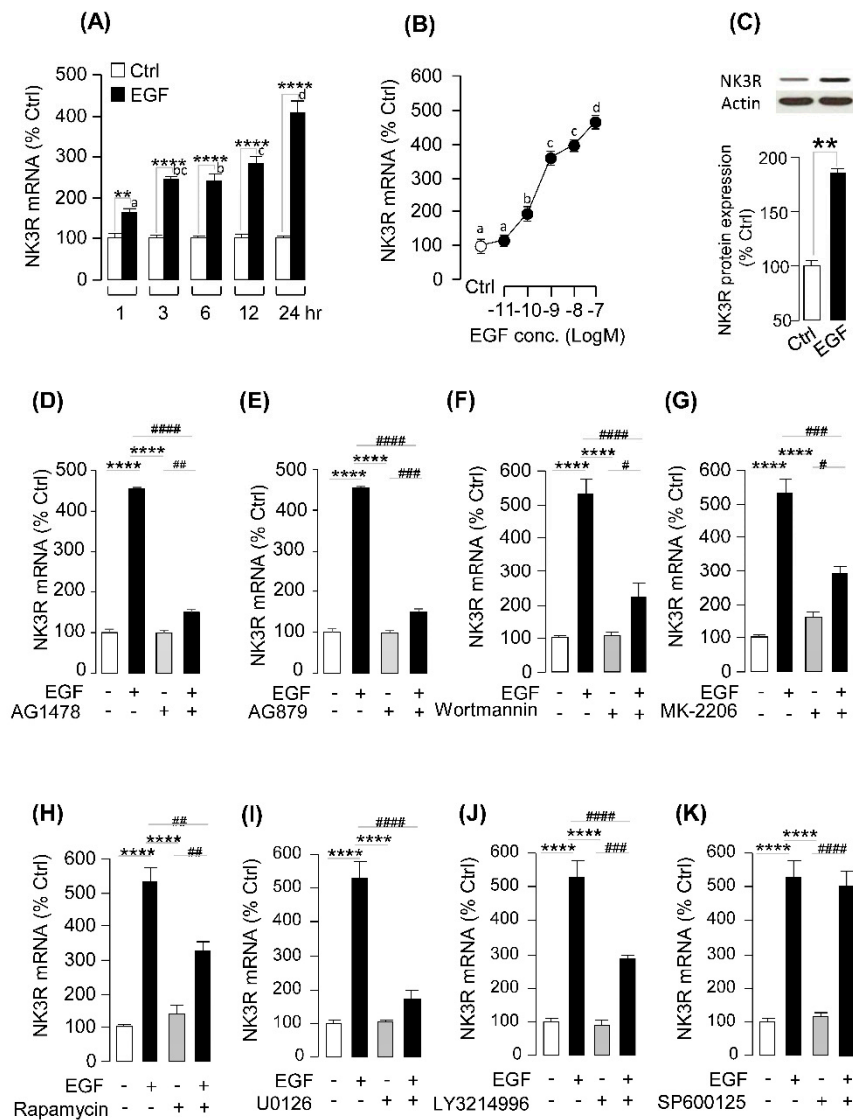 (A)
Ctrl
EGF
NK3R mRNA (% Ctrl)
500
400
300
200
100
0
**
a
****
bc
****
b
****
c
****
d
1 3 6 12 24 hr
(B)
NK3R mRNA (% Ctrl)
600
500
400
300
200
100
0
a a b c c d
Ctrl
-11 -10 -9 -8 -7
EGF conc. (LogM)
(C)
NK3R
Actin
NK3R protein expression
(% Ctrl)
200
150
100
50
**
Ctrl EGF
(D)
####
****
**** ##
NK3R mRNA (% Ctrl)
500
400
300
200
100
0
EGF - + - +
AG1478 - - + +
(E)
####
****
**** ###
NK3R mRNA (% Ctrl)
500
400
300
200
100
0
EGF - + - +
AG879 - - + +
(F)
####
****
**** #
NK3R mRNA (% Ctrl)
600
500
400
300
200
100
0
EGF - + - +
Wortmannin - - + +
(G)
###
****
**** #
NK3R mRNA (% Ctrl)
600
500
400
300
200
100
0
EGF - + - +
MK-2206 - - + +
(H)
##
****
**** ##
NK3R mRNA (% Ctrl)
600
500
400
300
200
100
0
EGF - + - +
Rapamycin - - + +
(I)
####
****
****
NK3R mRNA (% Ctrl)
600
500
400
300
200
100
0
EGF - + - +
U0126 - - + +
(J)
####
****
**** ###
NK3R mRNA (% Ctrl)
600
500
400
300
200
100
0
EGF - + - +
LY3214996 - - + +
(K)
****
**** ####
NK3R mRNA (% Ctrl)
600
500
400
300
200
100
0
EGF - + - +
SP600125 - - + +